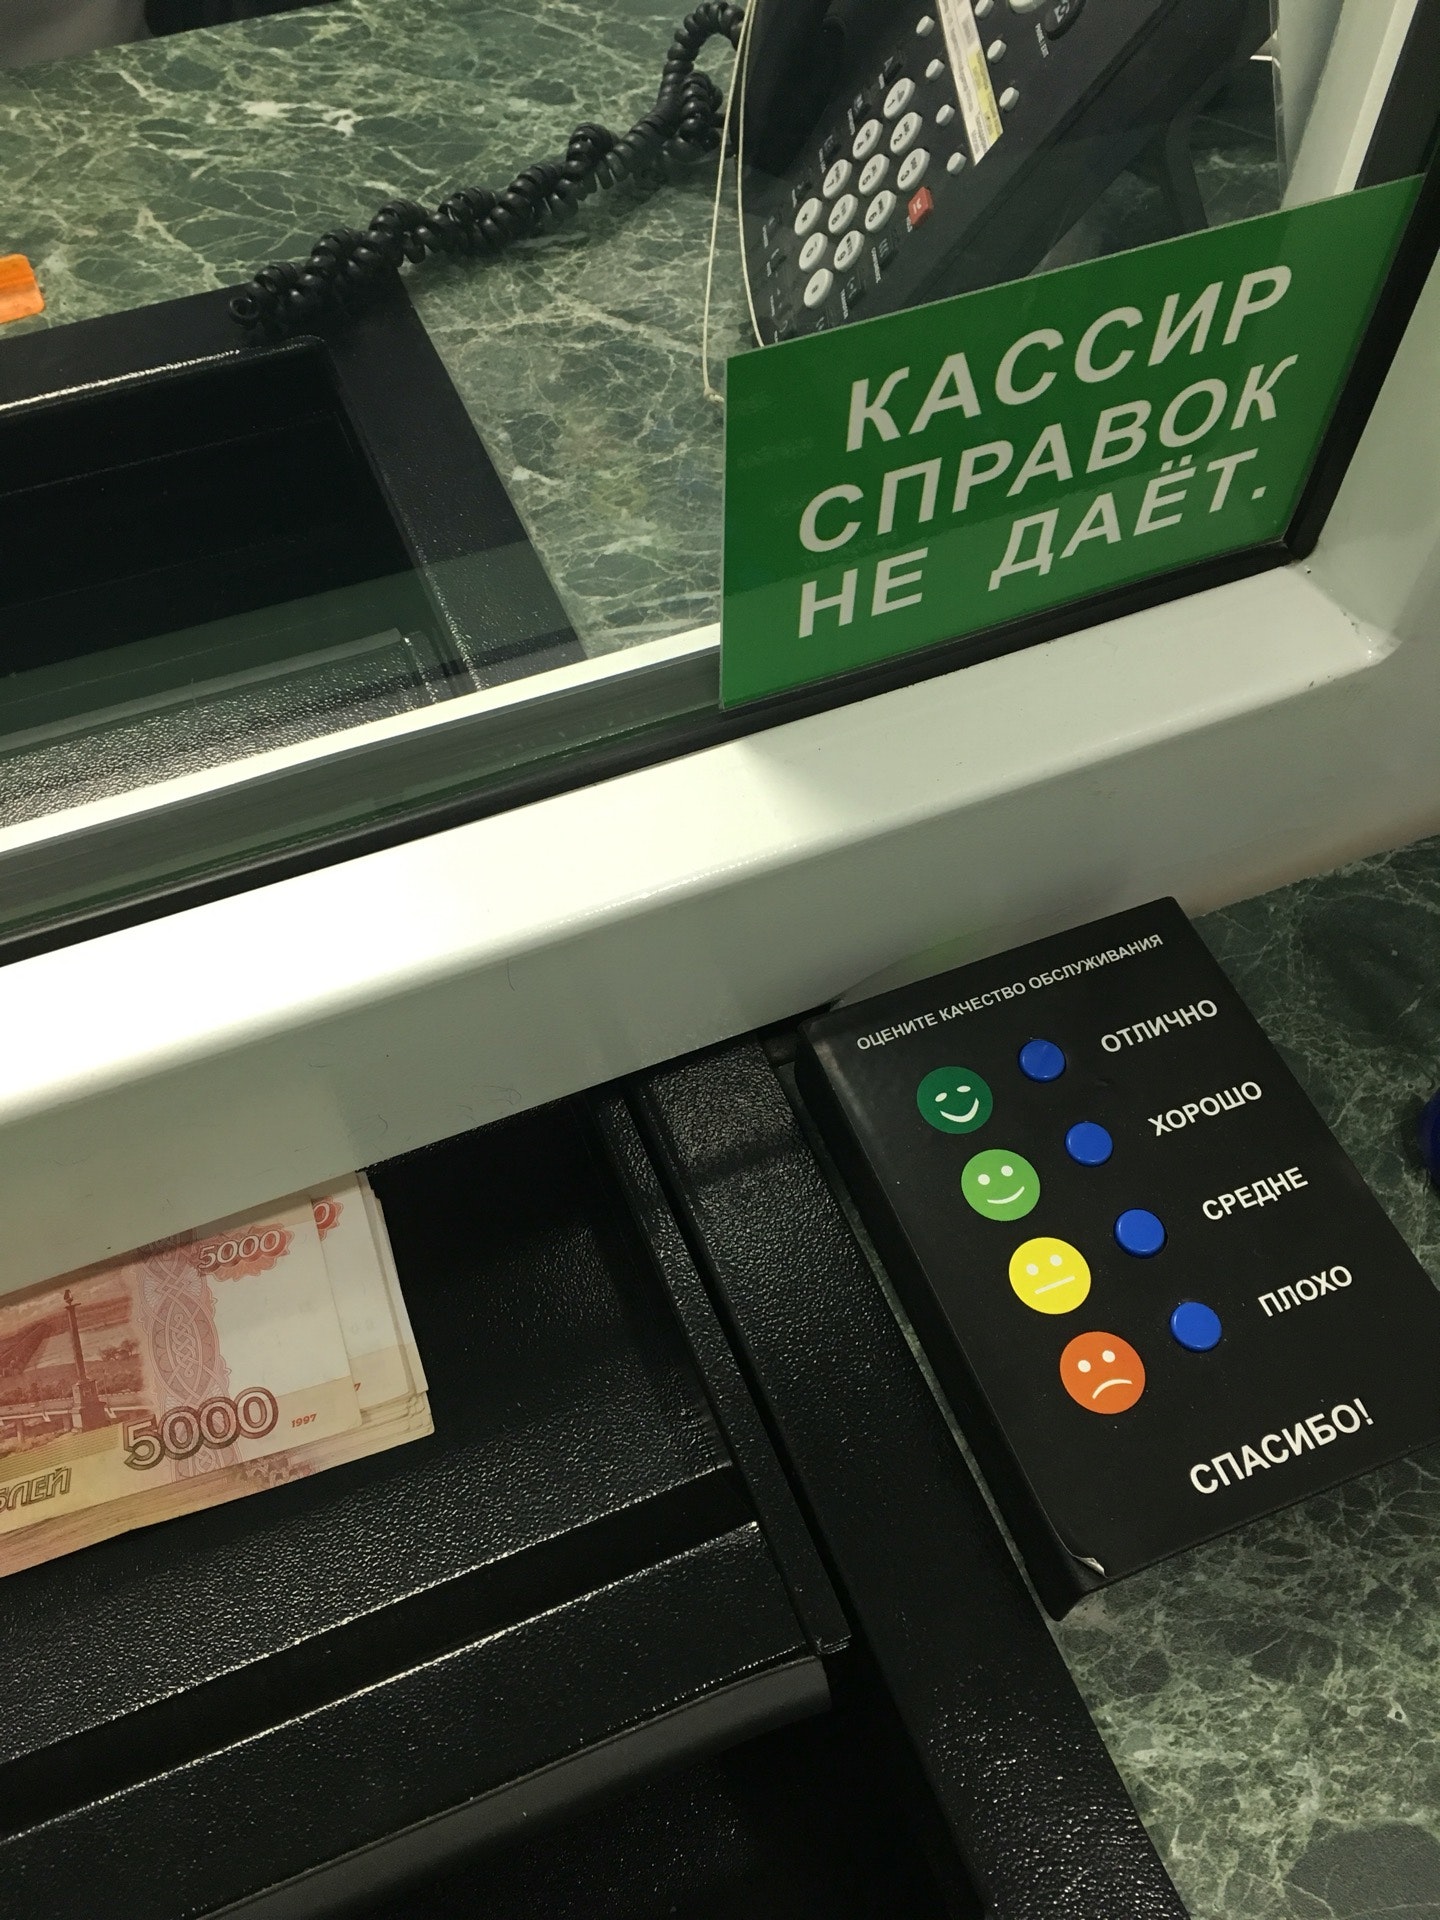 КАССИР
СПРАВОК
НЕ ДАЁТ.
ОЦЕНИТЕ КАЧЕСТВО ОБСЛУЖИВАНИЯ
ОТЛИЧНО
ХОРОШО
СРЕДНЕ
ПЛОХО
СПАСИБО!
5000
5000
1997